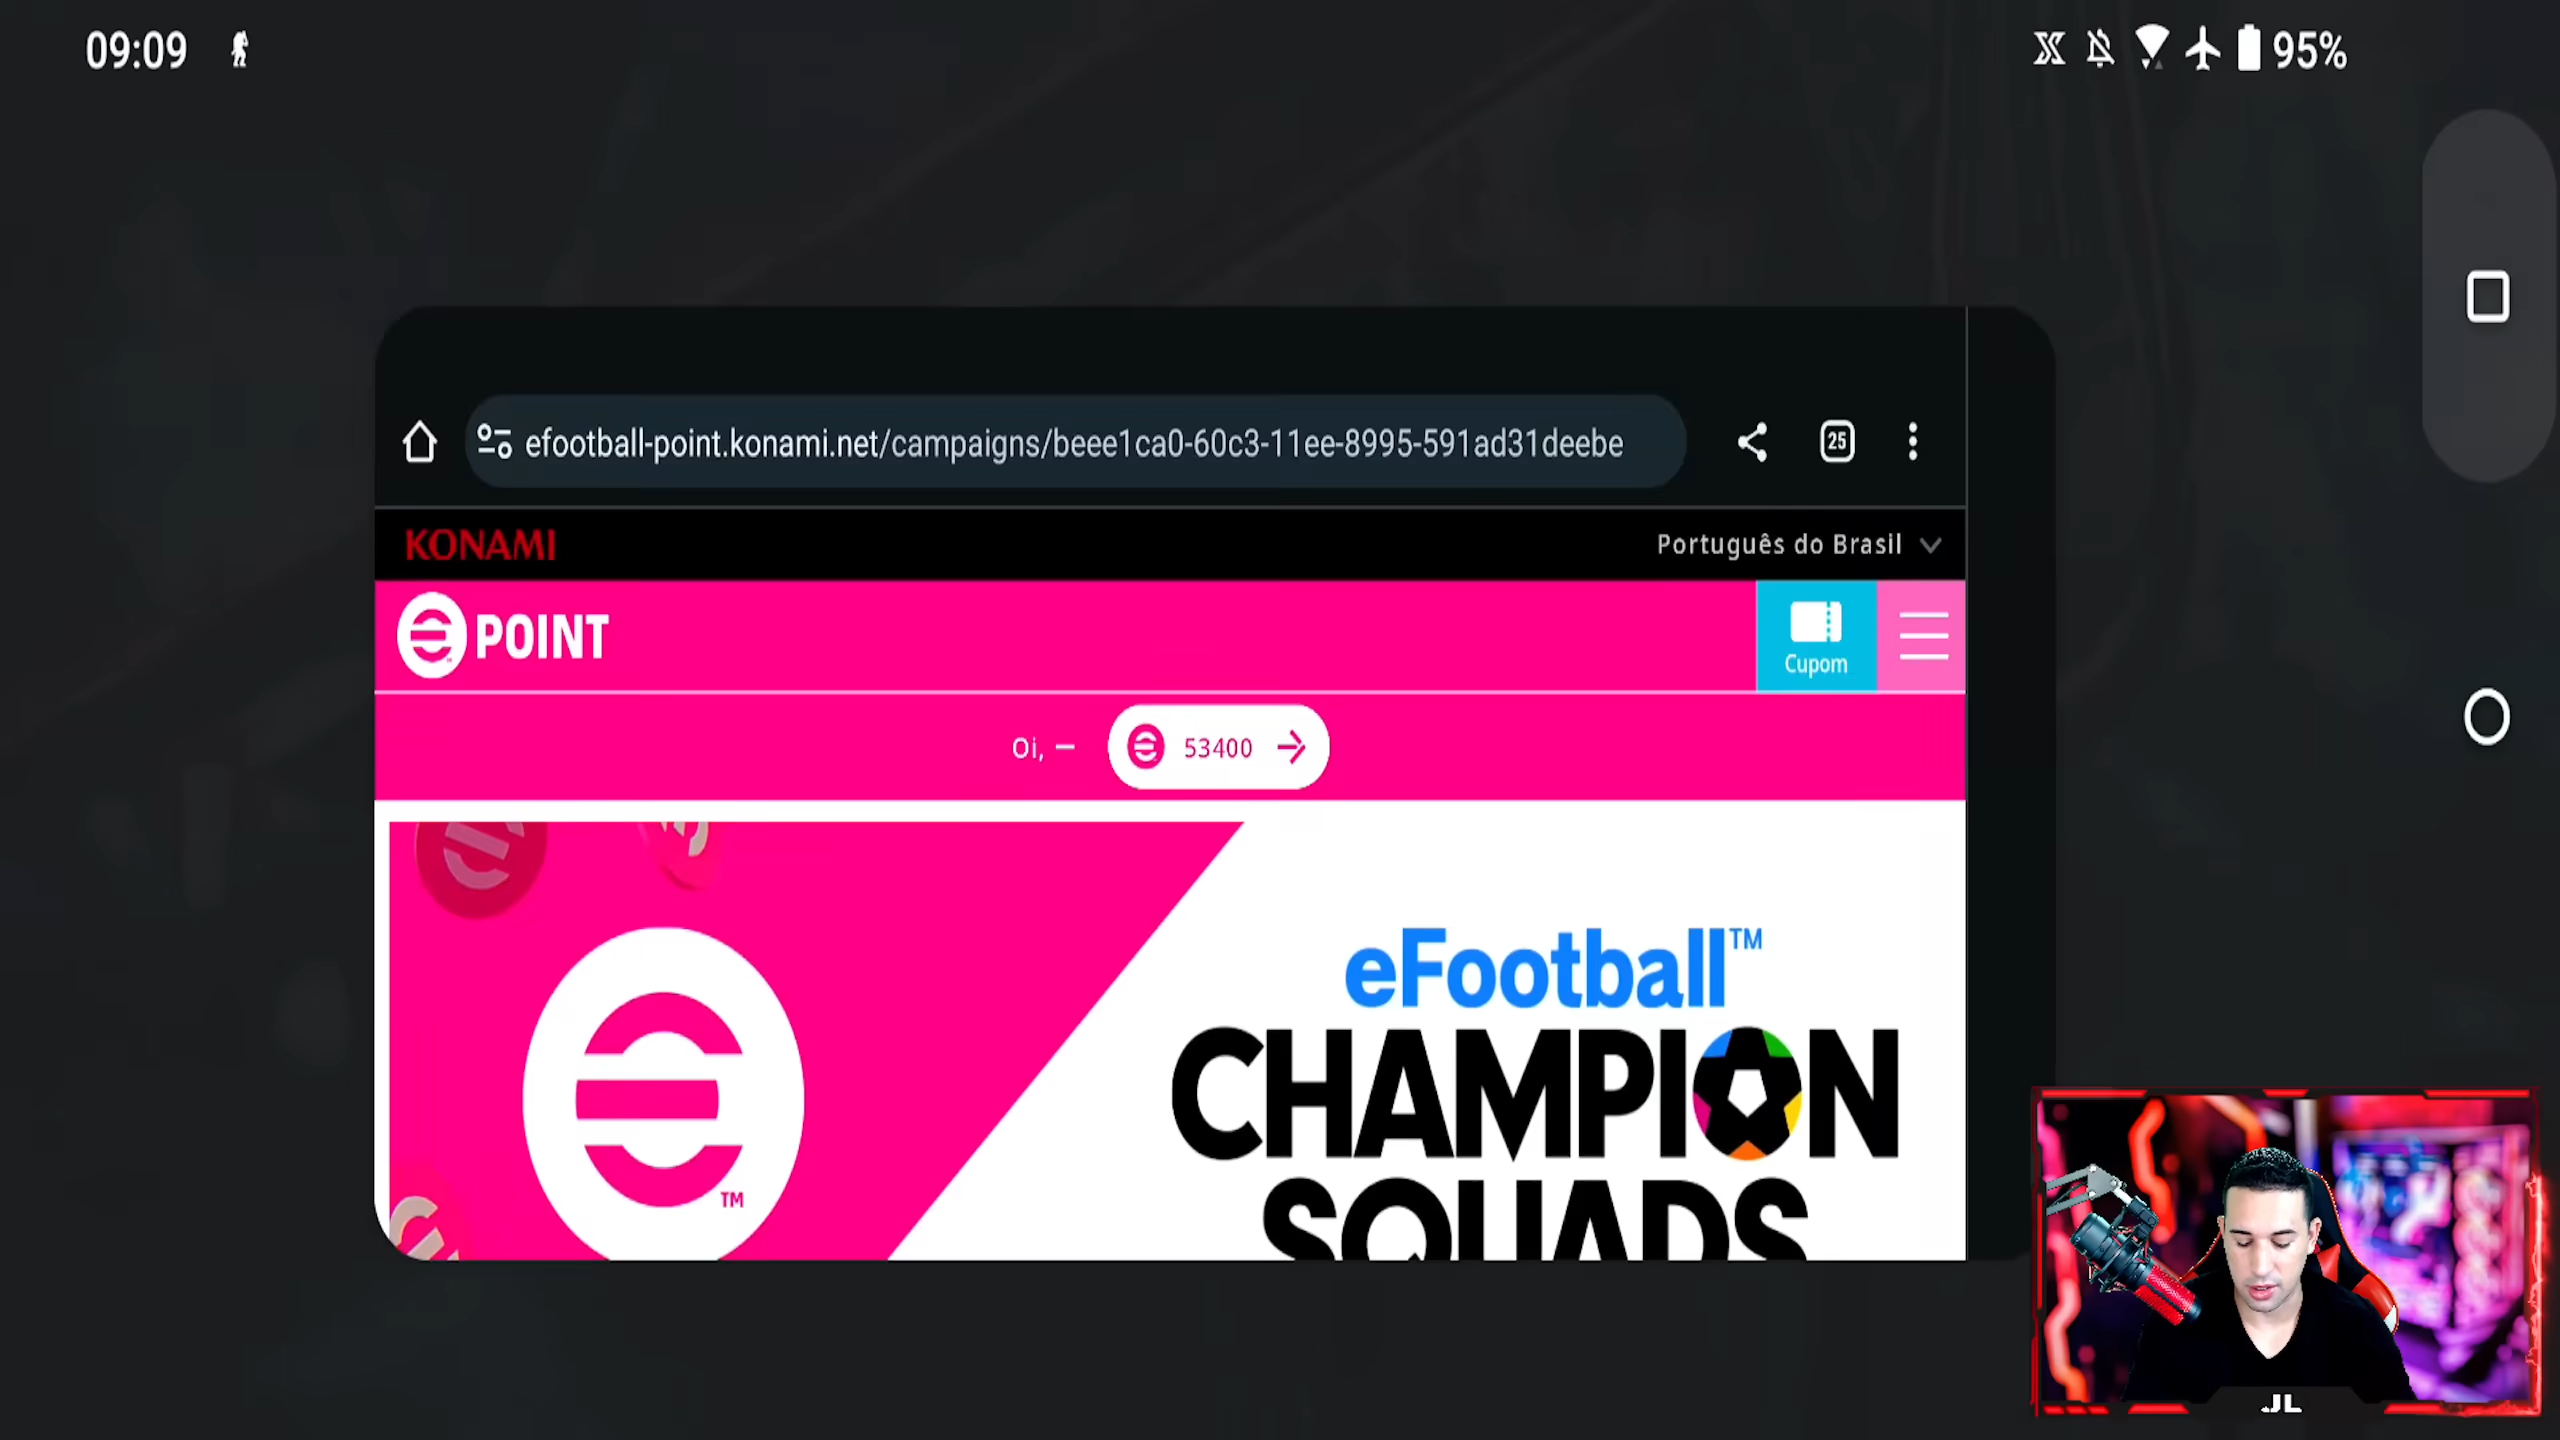 09:09
95%
efootball-point.konami.net/campaigns/beee1ca0-60c3-11ee-8995-591ad31deebe
25
KONAMI
Português do Brasil
POINT
Cupom
Oi, —
53400
eFootball™
CHAMPION
SQUADS
TM
JL